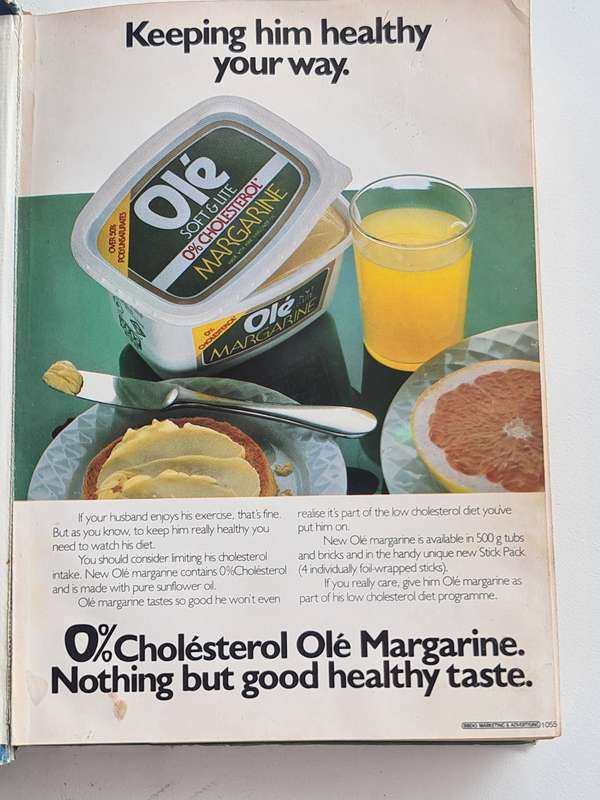 Keeping him healthy
your way.
Olé
SOFT & LITE
0% CHOLESTEROL
MARGARINE
OVER 50%
POLYUNSATURATES
0%
CHOLESTEROL
Olé
MARGARINE
If your husband enjoys his exercise, that's fine.
But as you know, to keep him really healthy you
need to watch his diet.
You should consider limiting his cholesterol
intake. New Olé margarine contains 0% Cholesterol
and is made with pure sunflower oil.
Olé margarine tastes so good he won't even
realise it's part of the low cholesterol diet you've
put him on.
New Olé margarine is available in 500 g tubs
and bricks and in the handy unique new Stick Pack
(4 individually foil-wrapped sticks).
If you really care, give him Olé margarine as
part of his low cholesterol diet programme.
0% Cholésterol Olé Margarine.
Nothing but good healthy taste.
BBDO MARKETING & ADVERTISING 1055